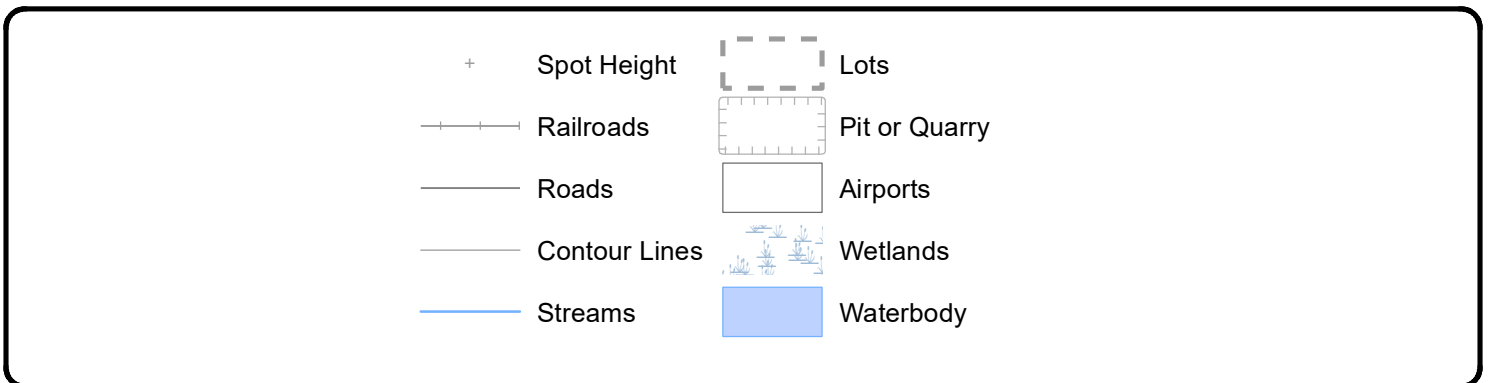 Spot Height
Railroads
Roads
Contour Lines
Streams
Lots
Pit or Quarry
Airports
Wetlands
Waterbody